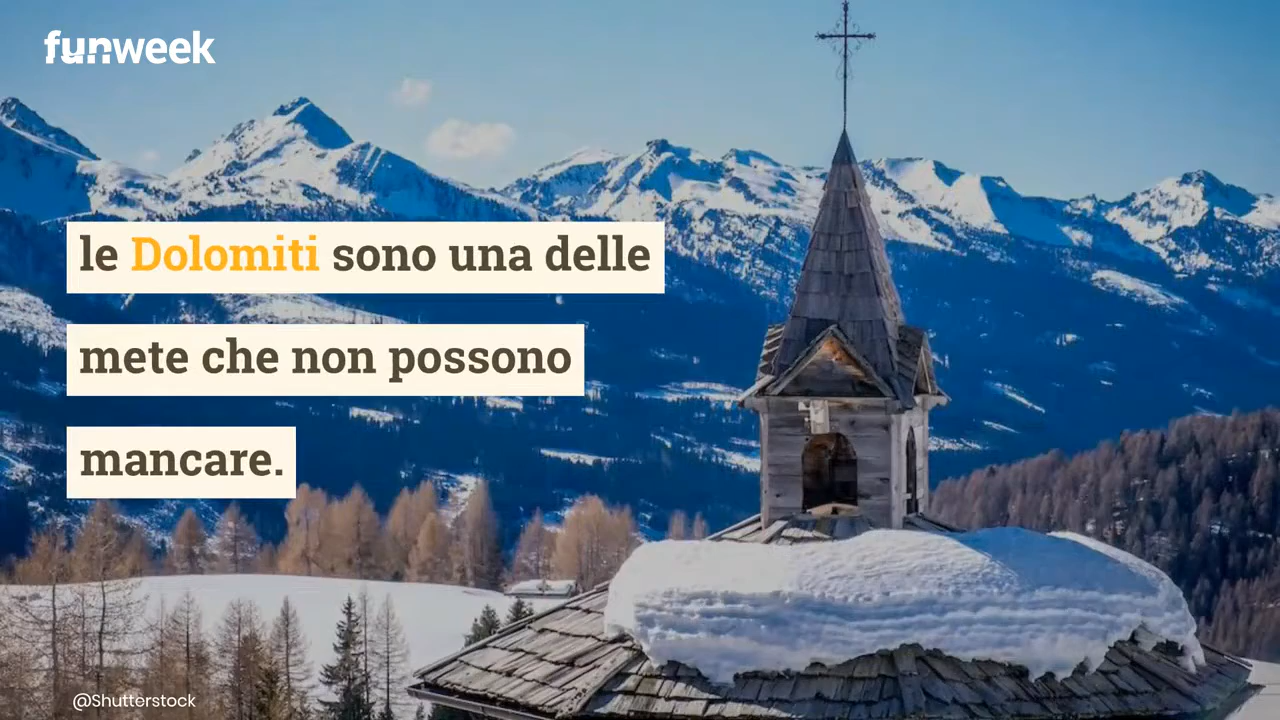 funweek
le Dolomiti sono una delle
mete che non possono
mancare.
@Shutterstock